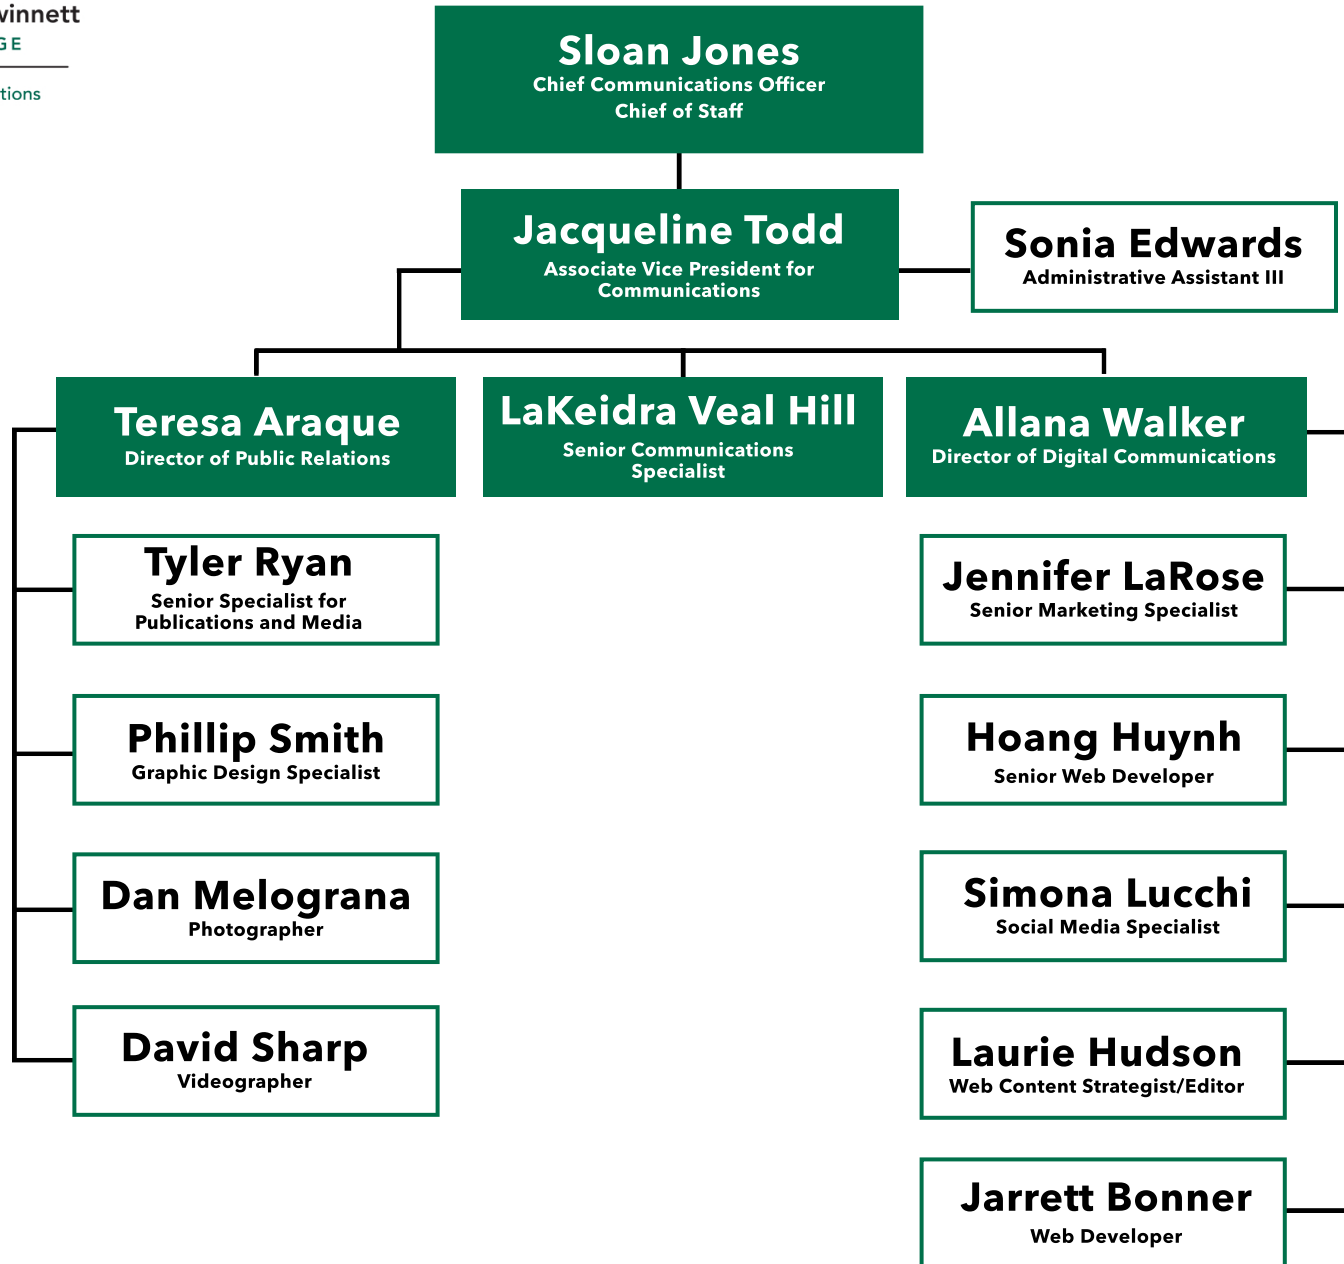 winnett
GE
tions
Sloan Jones
Chief Communications Officer
Chief of Staff
Jacqueline Todd
Associate Vice President for
Communications
Sonia Edwards
Administrative Assistant III
Teresa Araque
Director of Public Relations
LaKeidra Veal Hill
Senior Communications
Specialist
Allana Walker
Director of Digital Communications
Tyler Ryan
Senior Specialist for
Publications and Media
Phillip Smith
Graphic Design Specialist
Dan Melograna
Photographer
David Sharp
Videographer
Jennifer LaRose
Senior Marketing Specialist
Hoang Huynh
Senior Web Developer
Simona Lucchi
Social Media Specialist
Laurie Hudson
Web Content Strategist/Editor
Jarrett Bonner
Web Developer